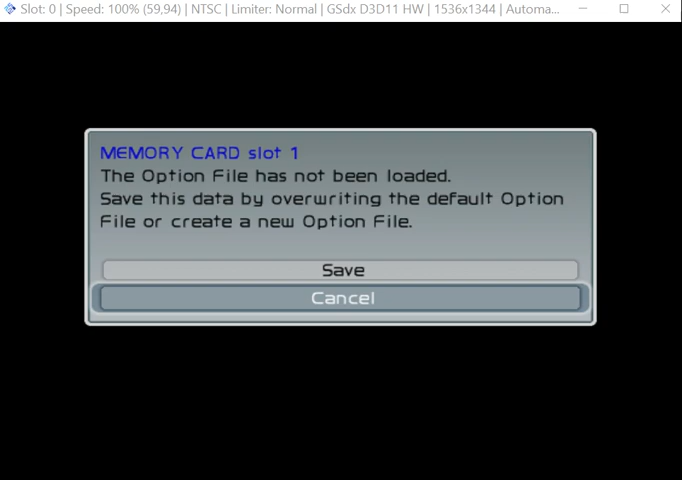 Slot: 0 | Speed: 100% (59,94) | NTSC | Limiter: Normal | GSdx D3D11 HW | 1536x1344 | Automa...
MEMORY CARD slot 1
The Option File has not been loaded.
Save this data by overwriting the default Option
File or create a new Option File.
Save
Cancel